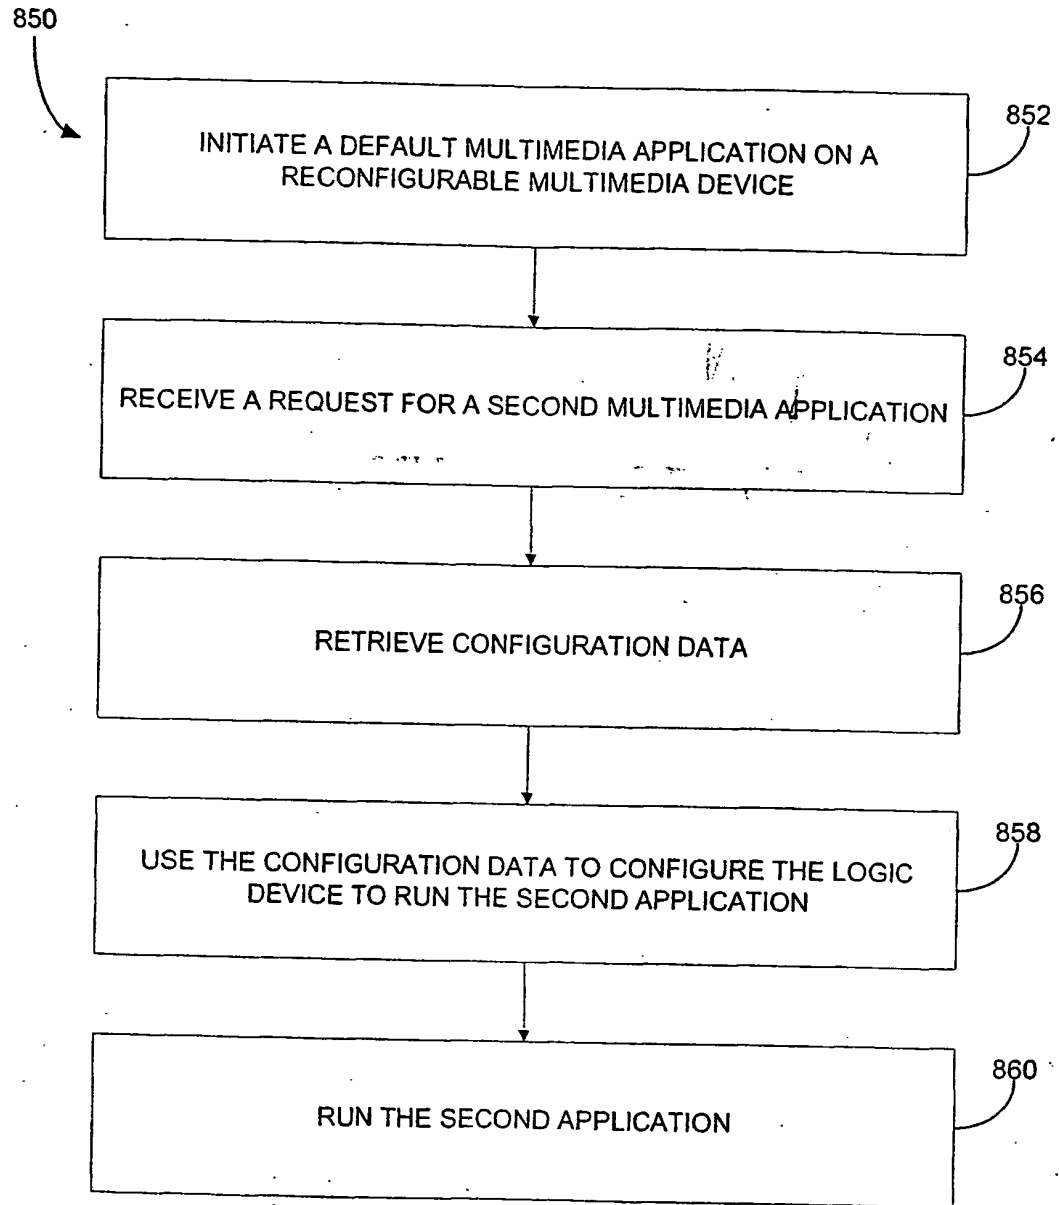 850
852
INITIATE A DEFAULT MULTIMEDIA APPLICATION ON A
RECONFIGURABLE MULTIMEDIA DEVICE
854
RECEIVE A REQUEST FOR A SECOND MULTIMEDIA APPLICATION
856
RETRIEVE CONFIGURATION DATA
858
USE THE CONFIGURATION DATA TO CONFIGURE THE LOGIC
DEVICE TO RUN THE SECOND APPLICATION
860
RUN THE SECOND APPLICATION